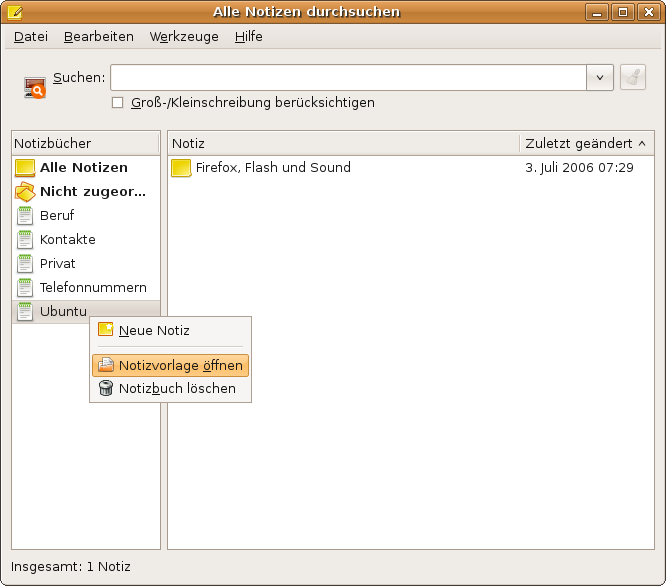 Alle Notizen durchsuchen
Datei Bearbeiten Werkzeuge Hilfe
Suchen:
Groß-/Kleinschreibung berücksichtigen
Notizbücher
Alle Notizen
Nicht zugeor...
Beruf
Kontakte
Privat
Telefonnummern
Ubuntu
Notiz Zuletzt geändert
Firefox, Flash und Sound 3. Juli 2006 07:29
Neue Notiz
Notizvorlage öffnen
Notizbuch löschen
Insgesamt: 1 Notiz